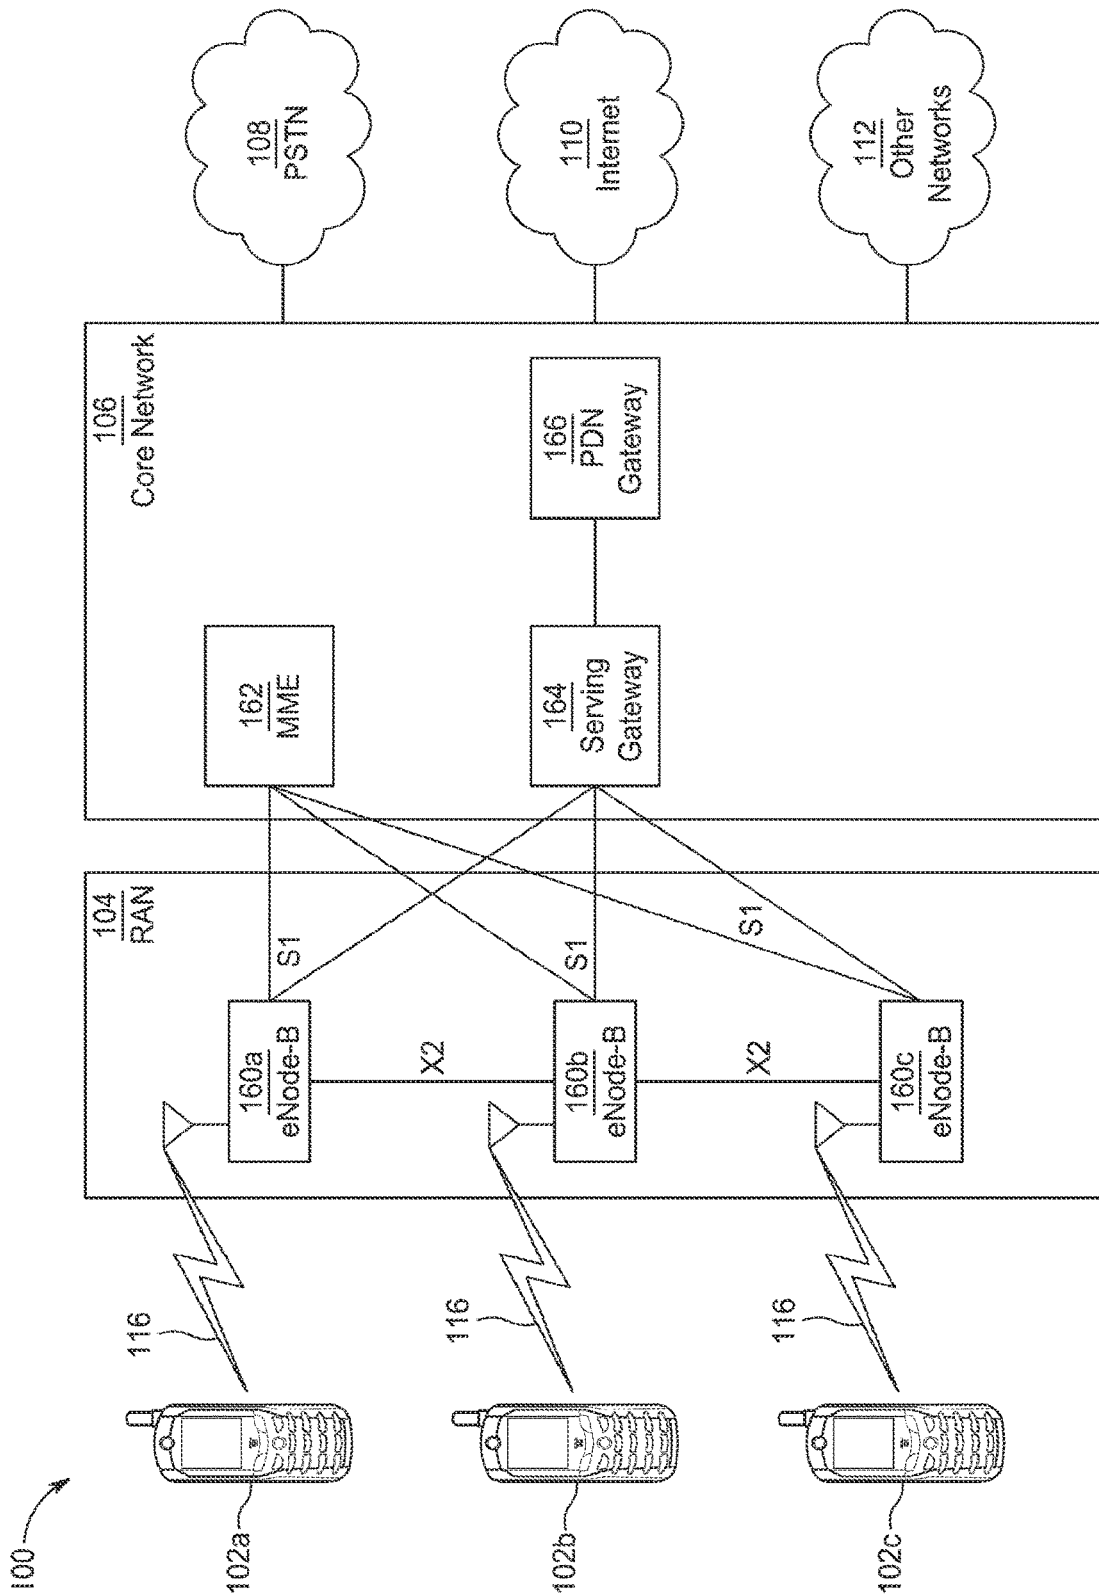 100
102a
102b
102c
116
116
116
104
RAN
160a
eNode-B
160b
eNode-B
160c
eNode-B
X2
X2
S1
S1
S1
106
Core Network
162
MME
164
Serving
Gateway
166
PDN
Gateway
108
PSTN
110
Internet
112
Other
Networks